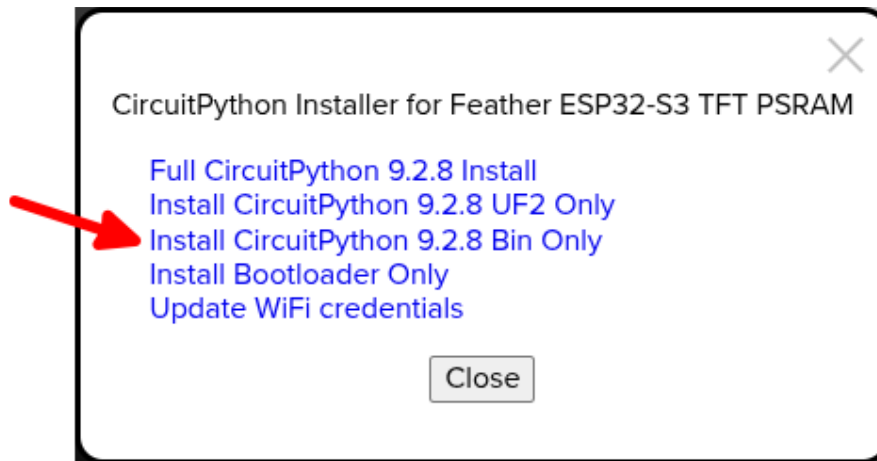 CircuitPython Installer for Feather ESP32-S3 TFT PSRAM
Full CircuitPython 9.2.8 Install
Install CircuitPython 9.2.8 UF2 Only
Install CircuitPython 9.2.8 Bin Only
Install Bootloader Only
Update WiFi credentials
Close